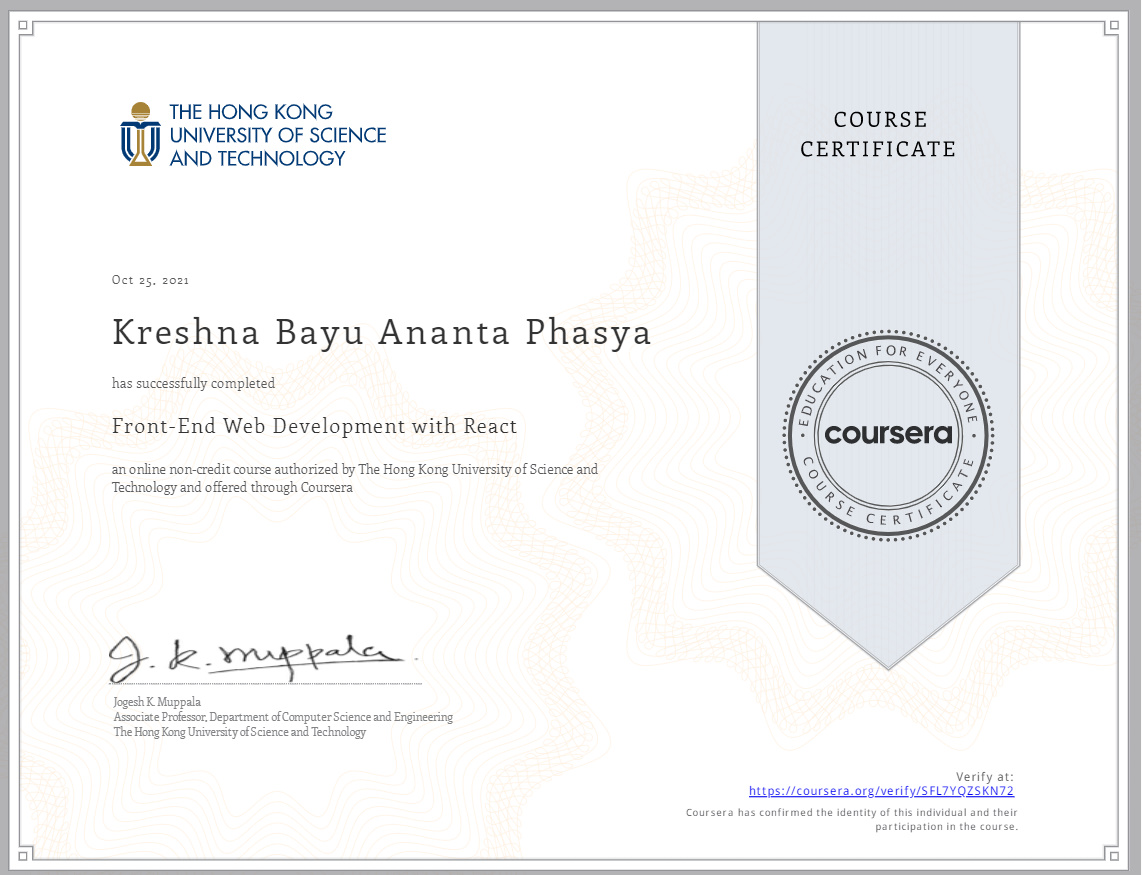 THE HONG KONG
UNIVERSITY OF SCIENCE
AND TECHNOLOGY
COURSE
CERTIFICATE
Oct 25, 2021
Kreshna Bayu Ananta Phasya
has successfully completed
Front-End Web Development with React
an online non-credit course authorized by The Hong Kong University of Science and
Technology and offered through Coursera
EDUCATION FOR EVERYONE
coursera
COURSE CERTIFICATE
J. K. Muppala
Jogesh K. Muppala
Associate Professor, Department of Computer Science and Engineering
The Hong Kong University of Science and Technology
Verify at:
https://coursera.org/verify/SFL7YQZSKN72
Coursera has confirmed the identity of this individual and their
participation in the course.